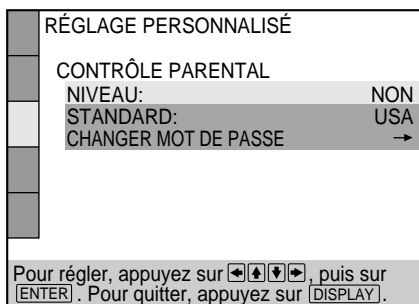 RÉGLAGE PERSONNALISÉ
CONTRÔLE PARENTAL
NIVEAU: NON
STANDARD: USA
CHANGER MOT DE PASSE →
Pour régler, appuyez sur ←↑↓→, puis sur
ENTER. Pour quitter, appuyez sur DISPLAY.